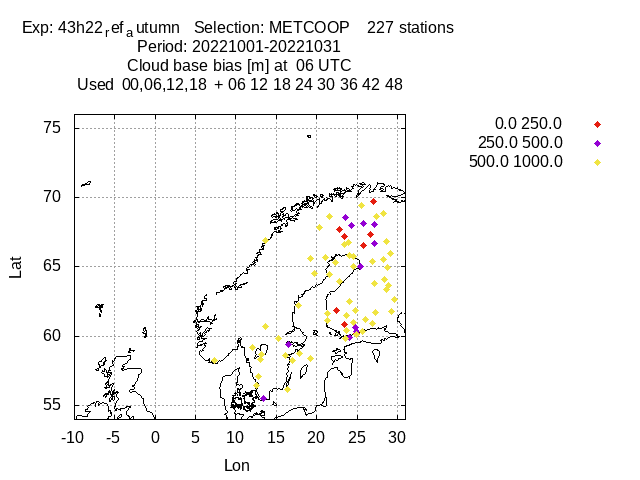 Exp: 43h22_ref_a utumn   Selection: METCOOP    227 stations
Period: 20221001-20221031
Cloud base bias [m] at  06 UTC
Used  00,06,12,18  + 06 12 18 24 30 36 42 48
0.0 250.0
250.0 500.0
500.0 1000.0
75
70
65
60
55
Lat
-10 -5 0 5 10 15 20 25 30
Lon